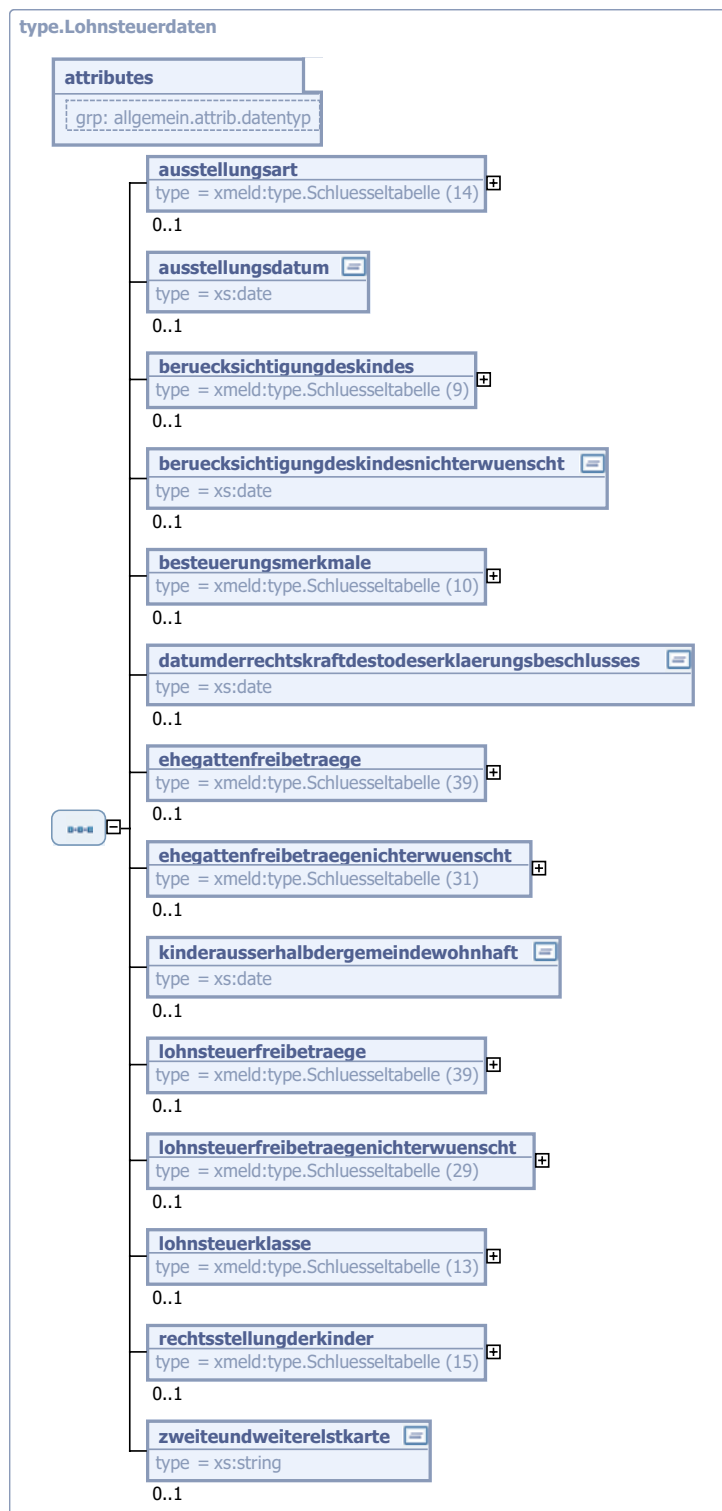 type.Lohnsteuerdaten
attributes
grp: allgemein.attrib.datentyp
ausstellungsart
type = xmeld:type.Schluesseltabelle (14)
0..1
ausstellungsdatum
type = xs:date
0..1
beruecksichtigungdeskindes
type = xmeld:type.Schluesseltabelle (9)
0..1
beruecksichtigungdeskindesnichterwuenscht
type = xs:date
0..1
besteuerungsmerkmale
type = xmeld:type.Schluesseltabelle (10)
0..1
datumderrechtskraftdestodeserklaerungsbeschlusses
type = xs:date
0..1
ehegattenfreibetraege
type = xmeld:type.Schluesseltabelle (39)
0..1
ehegattenfreibetraegenichterwuenscht
type = xmeld:type.Schluesseltabelle (31)
0..1
kinderausserhalbdergemeindewohnhaft
type = xs:date
0..1
lohnsteuerfreibetraege
type = xmeld:type.Schluesseltabelle (39)
0..1
lohnsteuerfreibetraegenichterwuenscht
type = xmeld:type.Schluesseltabelle (29)
0..1
lohnsteuerklasse
type = xmeld:type.Schluesseltabelle (13)
0..1
rechtsstellungderkinder
type = xmeld:type.Schluesseltabelle (15)
0..1
zweiteundweiterelstkarte
type = xs:string
0..1